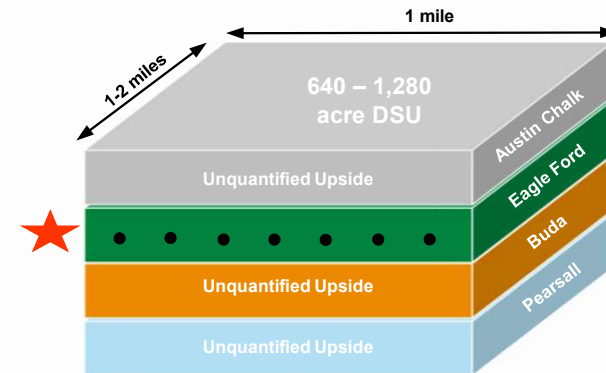 1 mile
1-2 miles
640 – 1,280
acre DSU
Austin Chalk
Unquantified Upside
Eagle Ford
Buda
Unquantified Upside
Pearsall
Unquantified Upside